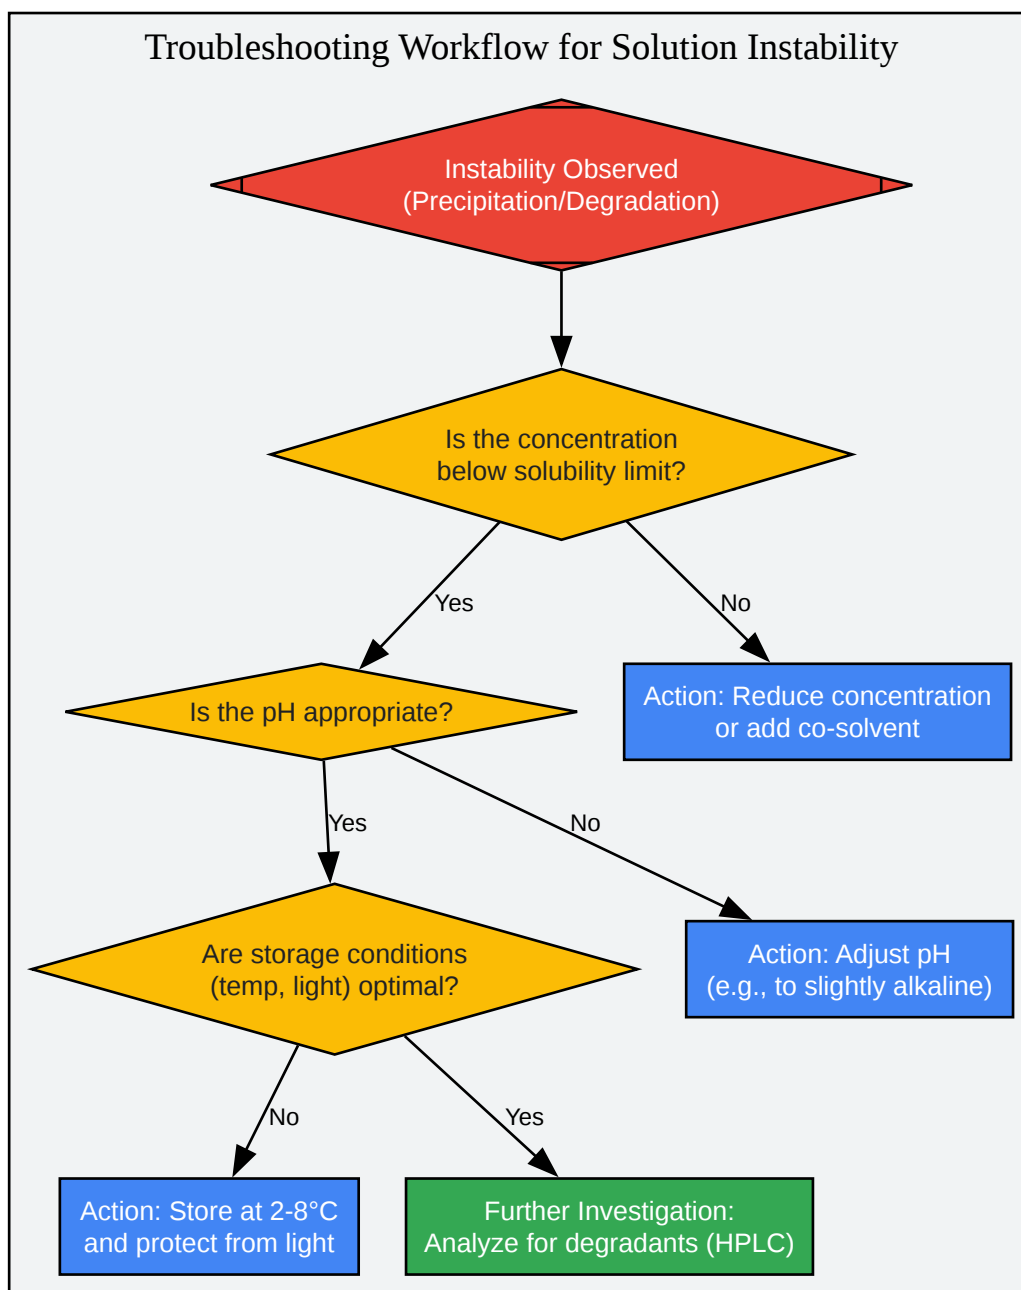 Troubleshooting Workflow for Solution Instability
Instability Observed
(Precipitation/Degradation)
Is the concentration
below solubility limit?
Yes
No
Is the pH appropriate?
Action: Reduce concentration
or add co-solvent
Yes
No
Are storage conditions
(temp, light) optimal?
Action: Adjust pH
(e.g., to slightly alkaline)
No
Yes
Action: Store at 2-8°C
and protect from light
Further Investigation:
Analyze for degradants (HPLC)